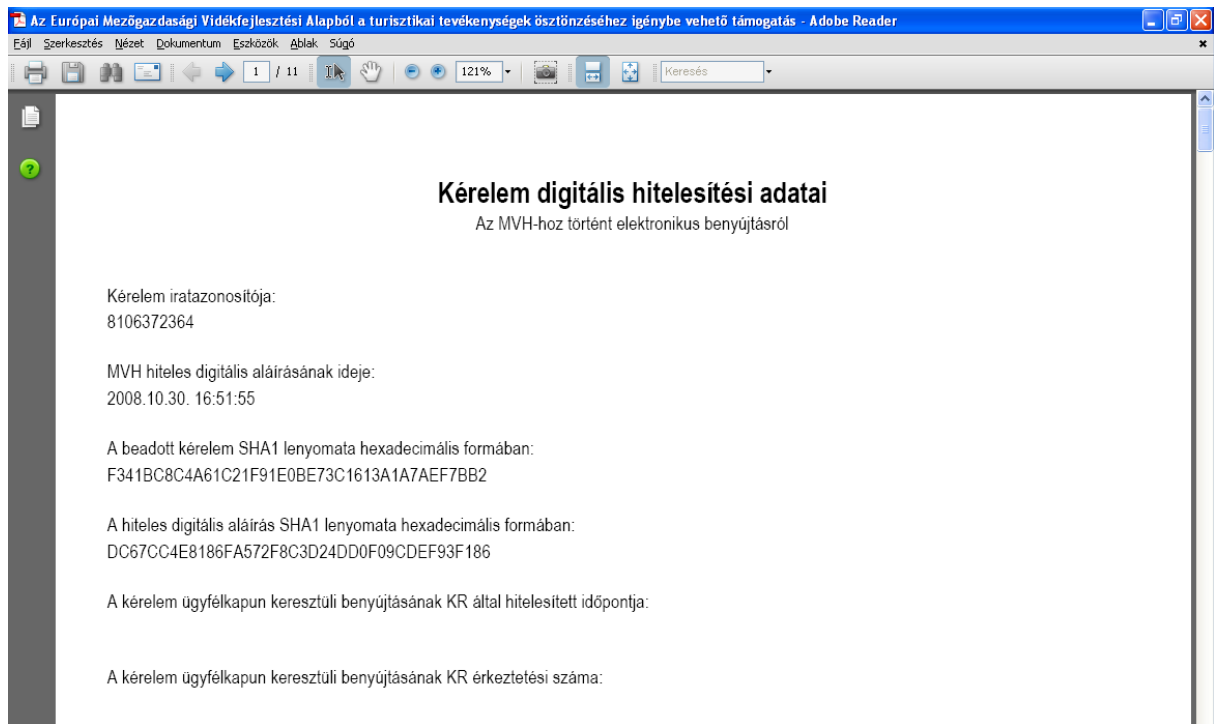 Az Európai Mezőgazdasági Vidékfejlesztési Alapból a turisztikai tevékenységek ösztönzéséhez igénybe vehető támogatás - Adobe Reader
Fájl Szerkesztés Nézet Dokumentum Eszközök Ablak Súgó
1 / 11 121% Keresés
Kérelem digitális hitelesítési adatai
Az MVH-hoz történt elektronikus benyújtásról
Kérelem iratazonosítója:
8106372364
MVH hiteles digitális aláírásának ideje:
2008.10.30. 16:51:55
A beadott kérelem SHA1 lenyomata hexadecimális formában:
F341BC8C4A61C21F91E0BE73C1613A1A7AEF7BB2
A hiteles digitális aláírás SHA1 lenyomata hexadecimális formában:
DC67CC4E8186FA572F8C3D24DD0F09CDEF93F186
A kérelem ügyfélkapun keresztüli benyújtásának KR által hitelesített időpontja:
A kérelem ügyfélkapun keresztüli benyújtásának KR érkeztetési száma: